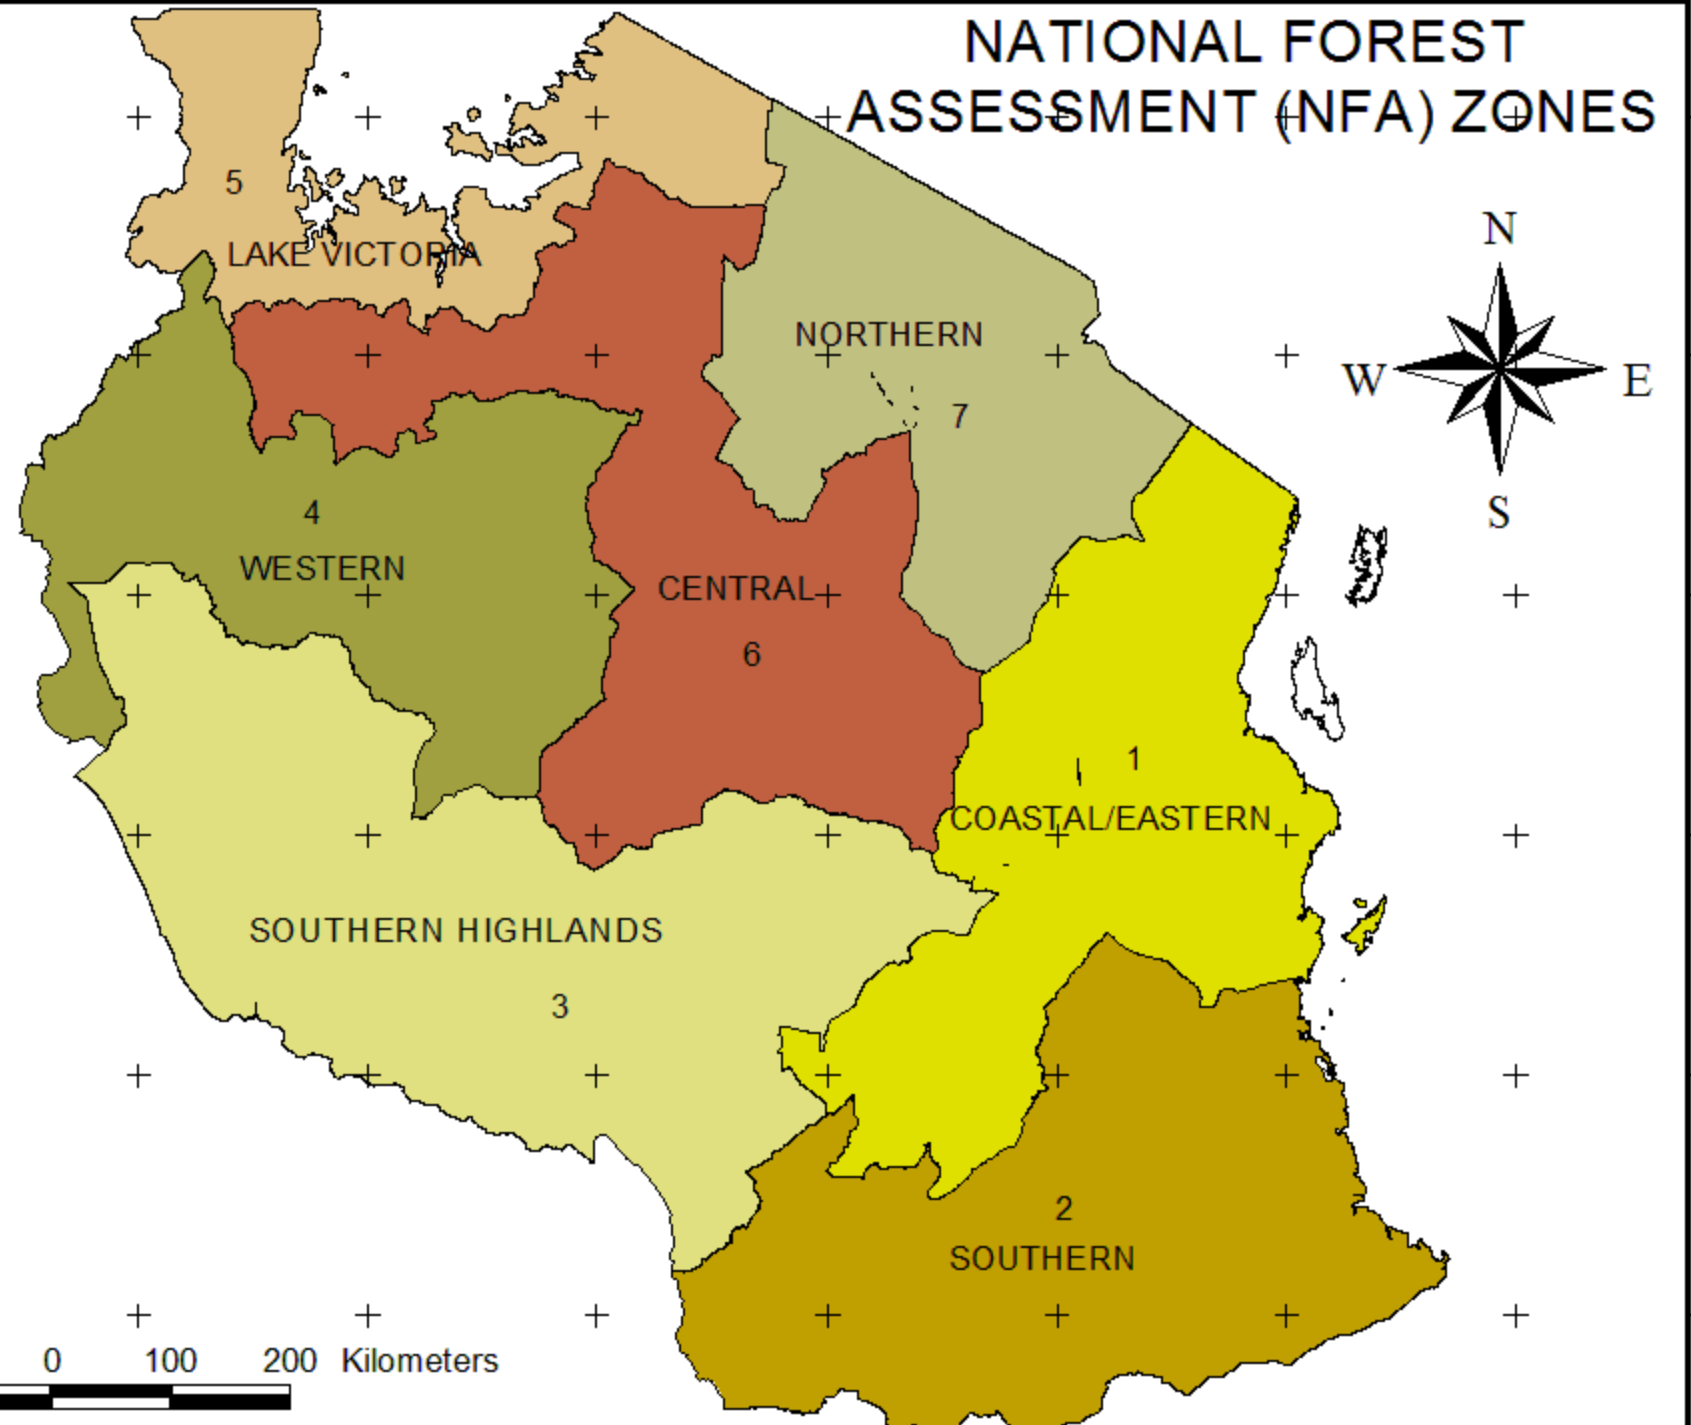 NATIONAL FOREST
ASSESSMENT (NFA) ZONES
5
LAKE VICTORIA
N
NORTHERN
W
E
7
4
S
WESTERN
CENTRAL
6
1
COASTAL/EASTERN
SOUTHERN HIGHLANDS
3
2
SOUTHERN
0 100 200 Kilometers